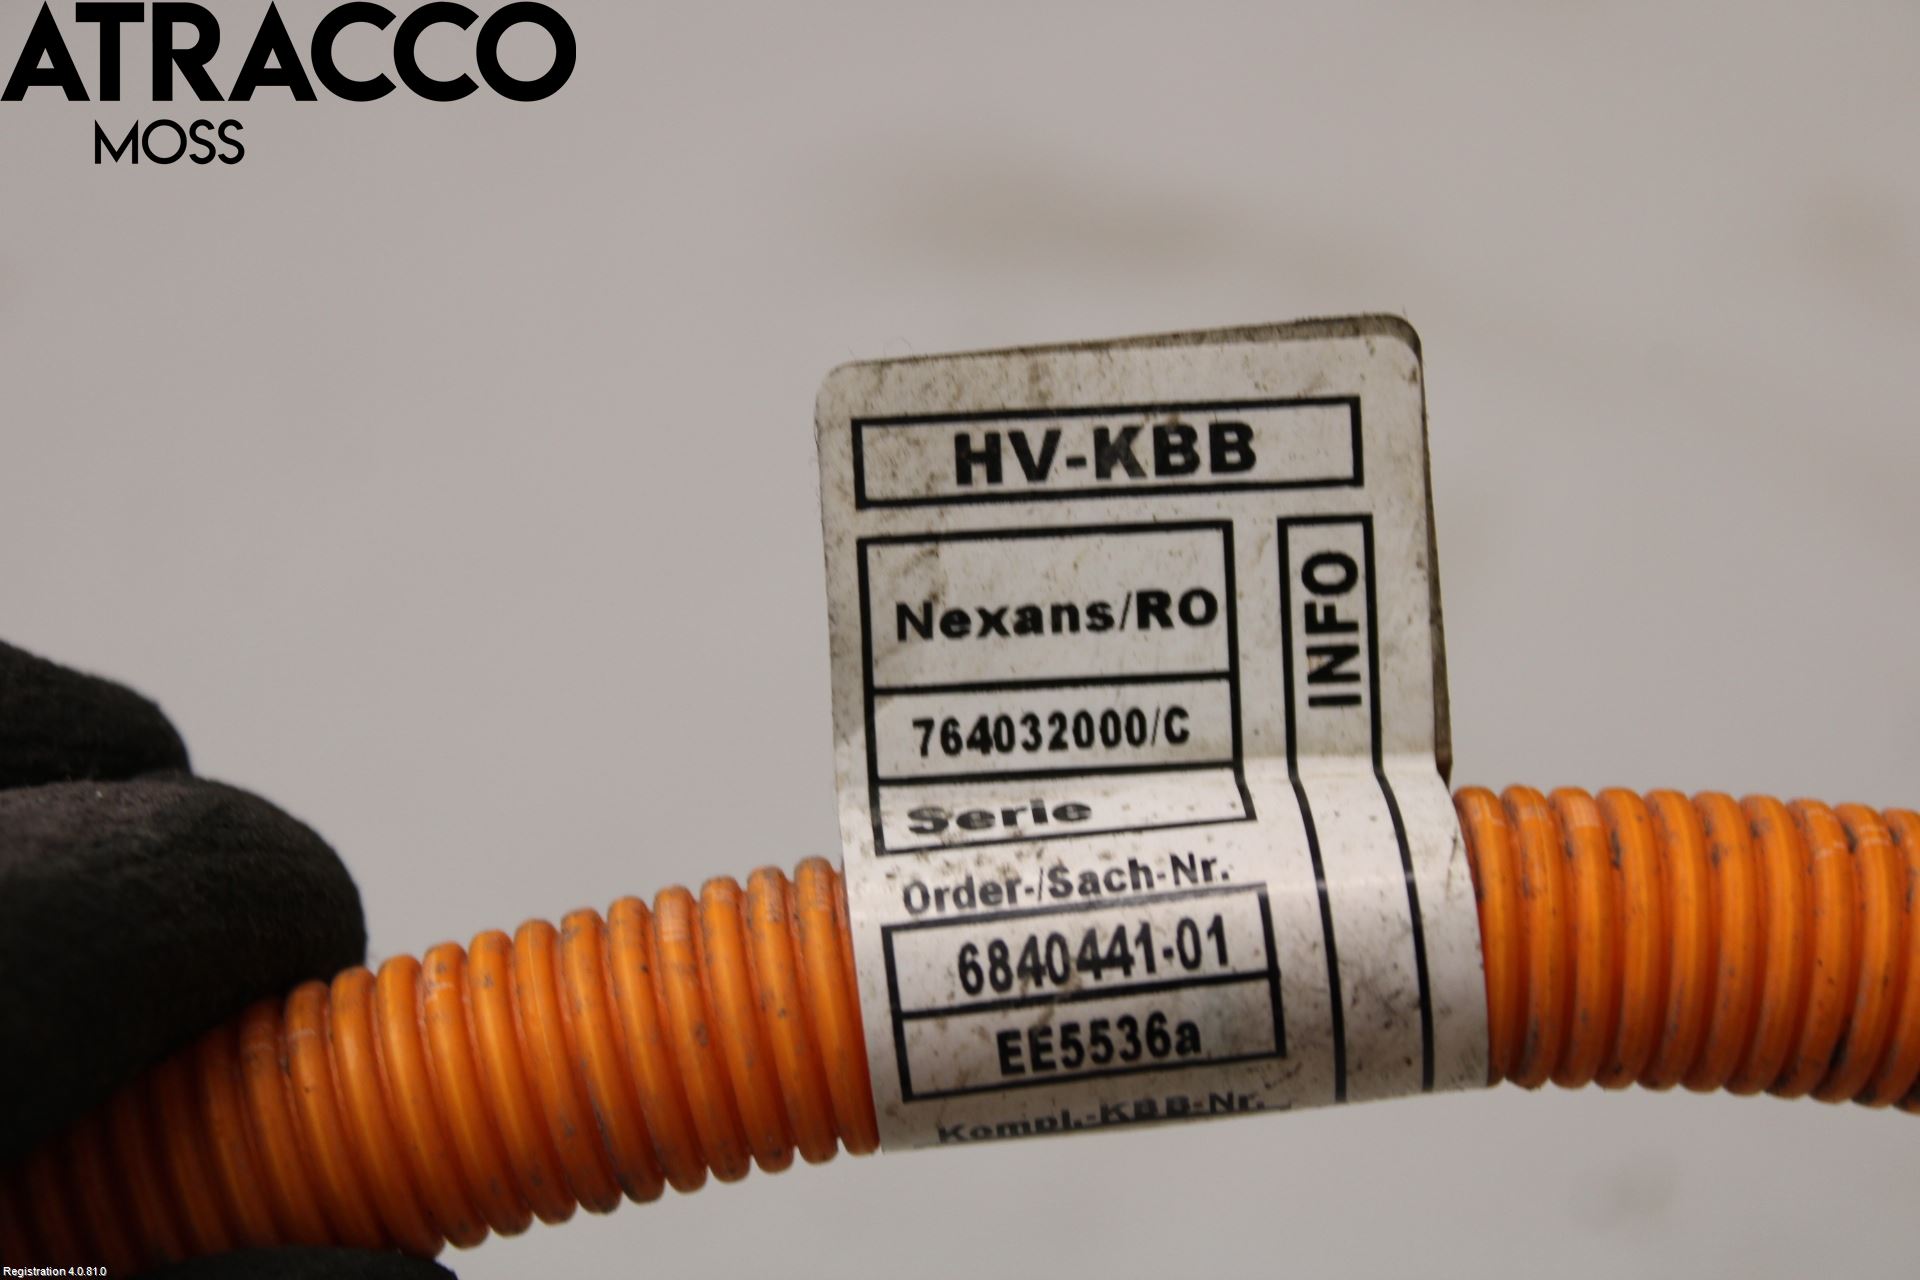 ATRACCO
MOSS
HV-KBB
Nexans/RO
INFO
764032000/C
Serie
Order-/Sach-Nr.
6840441-01
EE5536a
Kompl.-KBB-Nr.
Registration 4.0.81.0